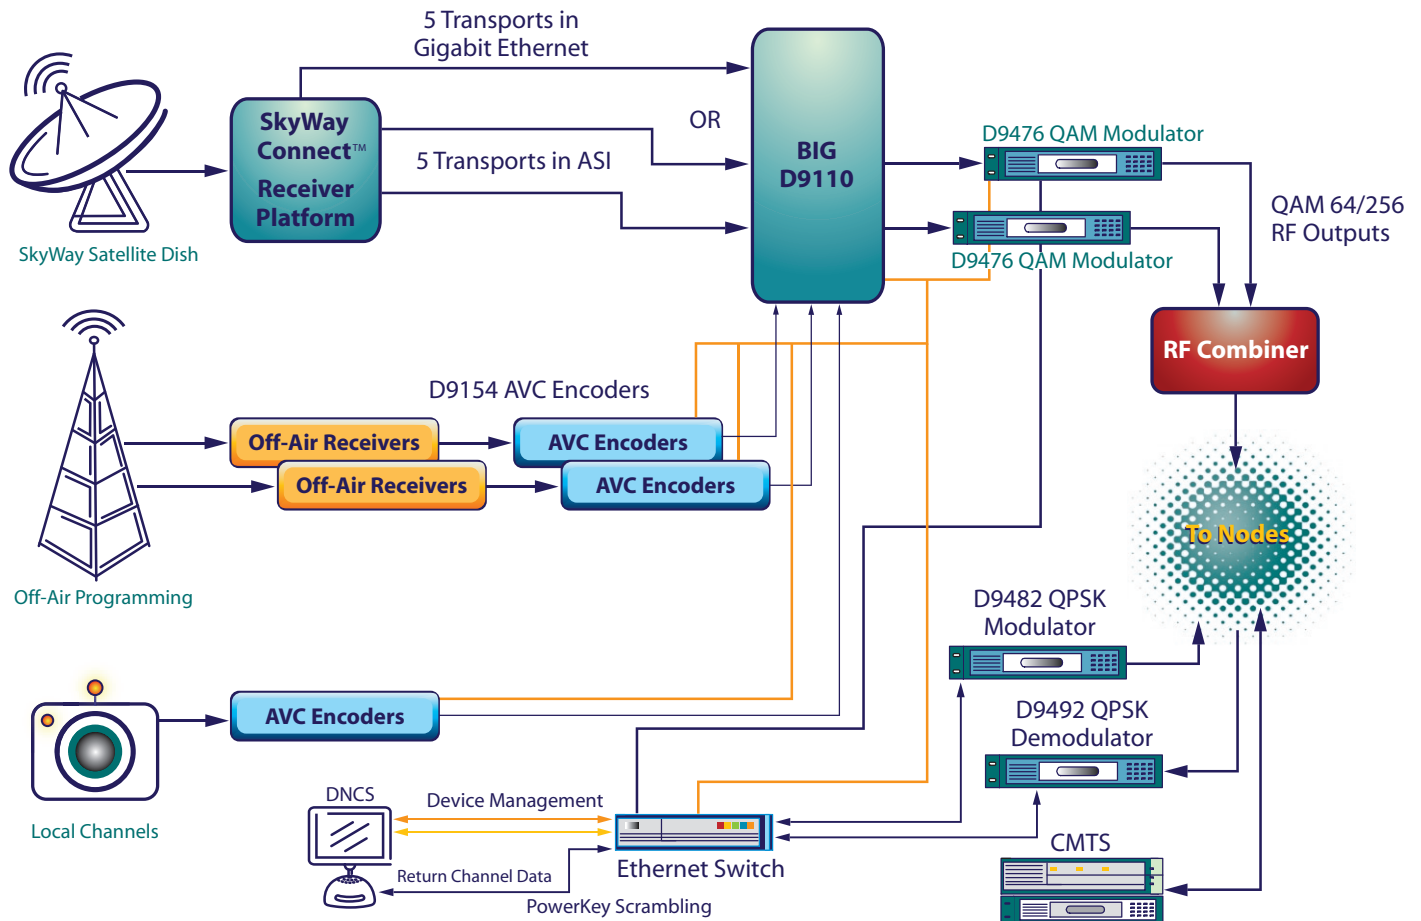 5 Transports in
Gigabit Ethernet
SkyWay
Connect™
Receiver
Platform
5 Transports in ASI
OR
BIG
D9110
D9476 QAM Modulator
D9476 QAM Modulator
QAM 64/256
RF Outputs
SkyWay Satellite Dish
RF Combiner
D9154 AVC Encoders
Off-Air Receivers
AVC Encoders
Off-Air Receivers
AVC Encoders
To Nodes
Off-Air Programming
D9482 QPSK
Modulator
AVC Encoders
D9492 QPSK
Demodulator
Local Channels
DNCS
Device Management
Ethernet Switch
CMTS
Return Channel Data
PowerKey Scrambling